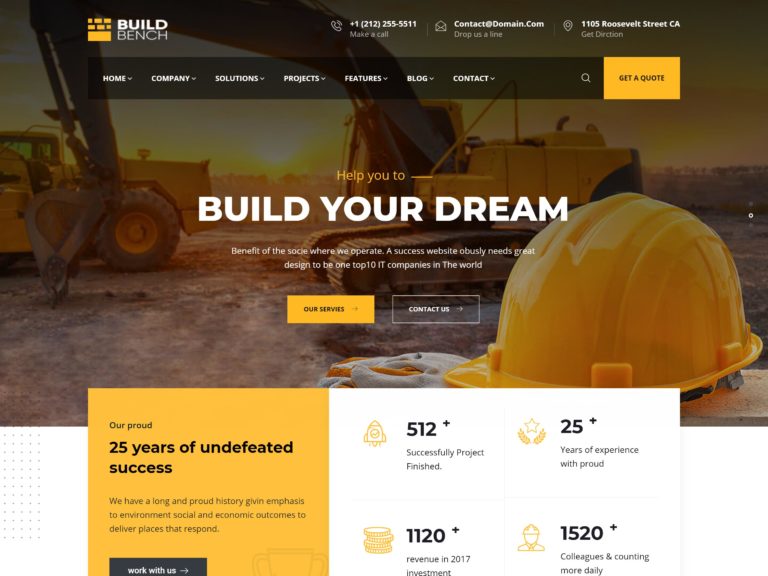 BUILD
BENCH
+1 (212) 255-5511
Make a call
Contact@Domain.Com
Drop us a line
1105 Roosevelt Street CA
Get Dirction
HOME
COMPANY
SOLUTIONS
PROJECTS
FEATURES
BLOG
CONTACT
GET A QUOTE
Help you to
BUILD YOUR DREAM
Benefit of the socie where we operate. A success website obusly needs great
design to be one top10 IT companies in The world
OUR SERVIES
CONTACT US
Our proud
25 years of undefeated
success
We have a long and proud history givin emphasis
to environment social and economic outcomes to
deliver places that respond.
work with us
512 +
Successfully Project
Finished.
25 +
Years of experience
with proud
1120 +
revenue in 2017
investment
1520 +
Colleagues & counting
more daily